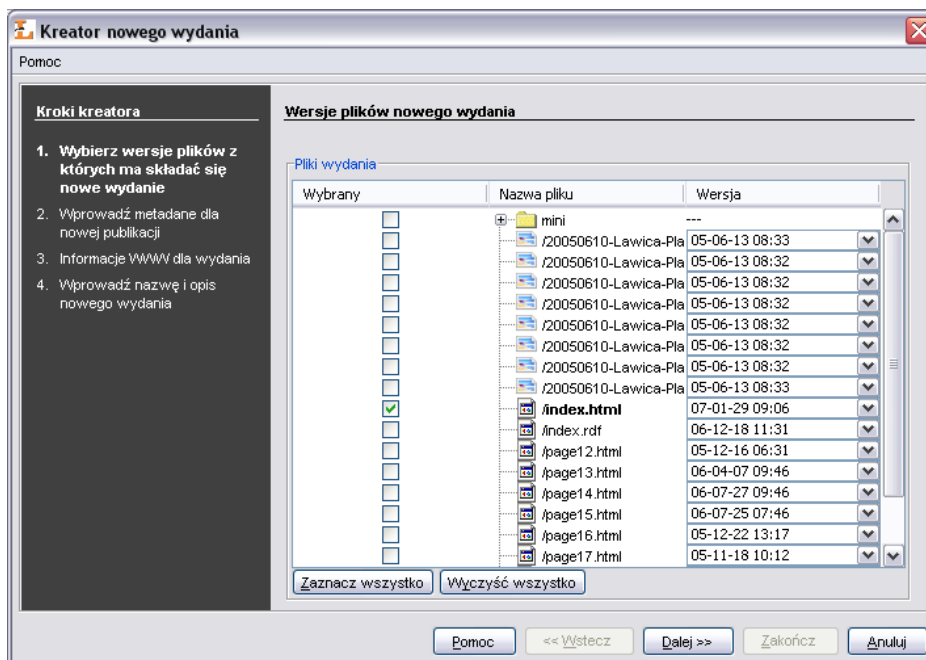 Kreator nowego wydania
Pomoc
Kroki kreatora
1. Wybierz wersje plików z
których ma składać się
nowe wydanie
2. Wprowadź metadane dla
nowej publikacji
3. Informacje WWW dla wydania
4. Wprowadź nazwę i opis
nowego wydania
Wersje plików nowego wydania
Pliki wydania
Wybrany Nazwa pliku Wersja
mini ---
/20050610-Lawica-Pla 05-06-13 08:33
/20050610-Lawica-Pla 05-06-13 08:32
/20050610-Lawica-Pla 05-06-13 08:32
/20050610-Lawica-Pla 05-06-13 08:32
/20050610-Lawica-Pla 05-06-13 08:32
/20050610-Lawica-Pla 05-06-13 08:32
/20050610-Lawica-Pla 05-06-13 08:32
/20050610-Lawica-Pla 05-06-13 08:33
/index.html 07-01-29 09:06
/index.rdf 06-12-18 11:31
/page12.html 05-12-16 06:31
/page13.html 06-04-07 09:46
/page14.html 06-07-27 09:46
/page15.html 06-07-25 07:46
/page16.html 05-12-22 13:17
/page17.html 05-11-18 10:12
Zaznacz wszystko Wyczyść wszystko
Pomoc << Wstecz Dalej >> Zakończ Anuluj